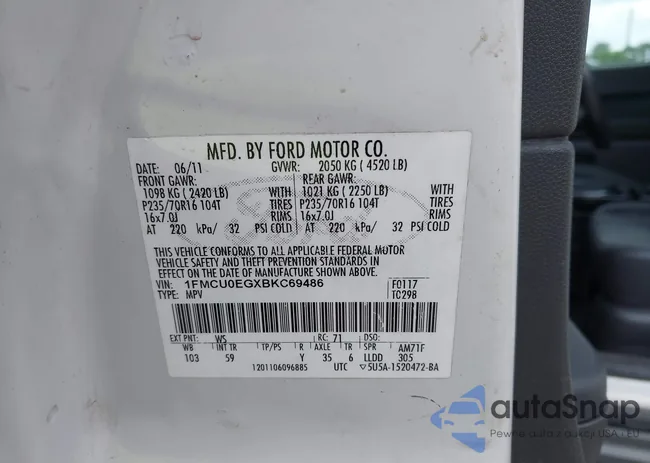 MFD. BY FORD MOTOR CO.
DATE: 06/11 GVWR: 2050 KG ( 4520 LB)
FRONT GAWR: REAR GAWR:
1098 KG ( 2420 LB) WITH 1021 KG ( 2250 LB) WITH
P235/70R16 104T TIRES P235/70R16 104T TIRES
16x7.0J RIMS 16x7.0J RIMS
AT 220 kPa/ 32 PSI COLD AT 220 kPa/ 32 PSI COLD
THIS VEHICLE CONFORMS TO ALL APPLICABLE FEDERAL MOTOR
VEHICLE SAFETY AND THEFT PREVENTION STANDARDS IN
EFFECT ON THE DATE OF MANUFACTURE SHOWN ABOVE.
VIN: 1FMCU0EGXBKC69486 F0117
TYPE: MPV TC298
EXT PNT: WS RC: 71 DSO:
WB INT TR TP/PS R AXLE TR SPR AM71F
103 59 Y 35 6 LLDD 305
1201106096885 UTC 5U5A-1520472-BA
autoSnap
Pewne auta z aukcji USA - EU